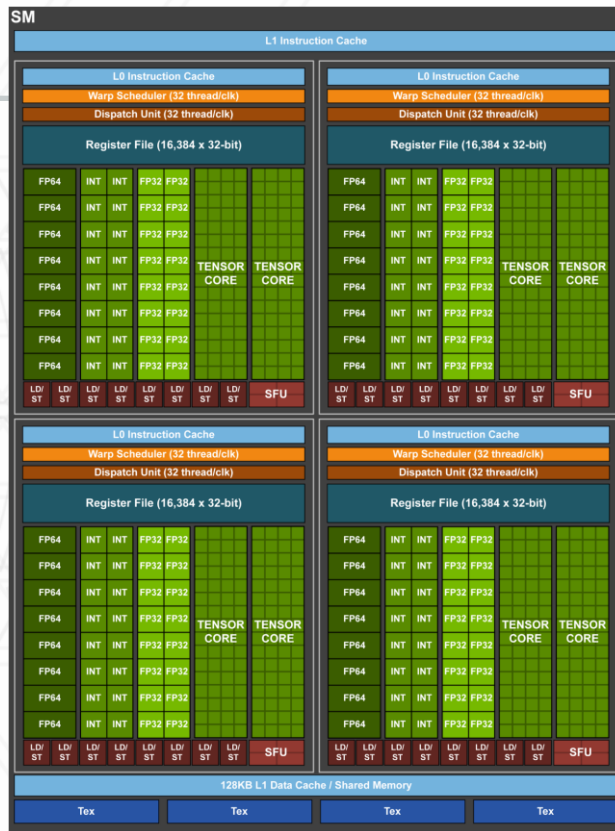 SM
L1 Instruction Cache
L0 Instruction Cache
Warp Scheduler (32 thread/clk)
Dispatch Unit (32 thread/clk)
Register File (16,384 x 32-bit)
FP64 INT INT FP32 FP32
FP64 INT INT FP32 FP32
FP64 INT INT FP32 FP32
FP64 INT INT FP32 FP32 TENSOR CORE TENSOR CORE
FP64 INT INT FP32 FP32
FP64 INT INT FP32 FP32
FP64 INT INT FP32 FP32
FP64 INT INT FP32 FP32
LD/ST LD/ST LD/ST LD/ST LD/ST LD/ST LD/ST LD/ST SFU
L0 Instruction Cache
Warp Scheduler (32 thread/clk)
Dispatch Unit (32 thread/clk)
Register File (16,384 x 32-bit)
FP64 INT INT FP32 FP32
FP64 INT INT FP32 FP32
FP64 INT INT FP32 FP32
FP64 INT INT FP32 FP32 TENSOR CORE TENSOR CORE
FP64 INT INT FP32 FP32
FP64 INT INT FP32 FP32
FP64 INT INT FP32 FP32
FP64 INT INT FP32 FP32
LD/ST LD/ST LD/ST LD/ST LD/ST LD/ST LD/ST LD/ST SFU
L0 Instruction Cache
Warp Scheduler (32 thread/clk)
Dispatch Unit (32 thread/clk)
Register File (16,384 x 32-bit)
FP64 INT INT FP32 FP32
FP64 INT INT FP32 FP32
FP64 INT INT FP32 FP32
FP64 INT INT FP32 FP32 TENSOR CORE TENSOR CORE
FP64 INT INT FP32 FP32
FP64 INT INT FP32 FP32
FP64 INT INT FP32 FP32
FP64 INT INT FP32 FP32
LD/ST LD/ST LD/ST LD/ST LD/ST LD/ST LD/ST LD/ST SFU
L0 Instruction Cache
Warp Scheduler (32 thread/clk)
Dispatch Unit (32 thread/clk)
Register File (16,384 x 32-bit)
FP64 INT INT FP32 FP32
FP64 INT INT FP32 FP32
FP64 INT INT FP32 FP32
FP64 INT INT FP32 FP32 TENSOR CORE TENSOR CORE
FP64 INT INT FP32 FP32
FP64 INT INT FP32 FP32
FP64 INT INT FP32 FP32
FP64 INT INT FP32 FP32
LD/ST LD/ST LD/ST LD/ST LD/ST LD/ST LD/ST LD/ST SFU
128KB L1 Data Cache / Shared Memory
Tex Tex Tex Tex